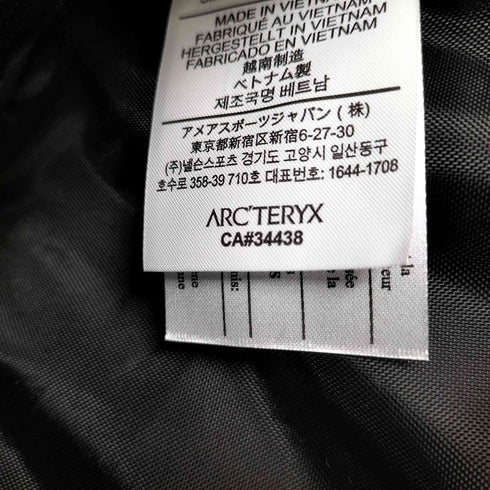 MADE IN VIETNAM
FABRIQUÉ AU VIETNAM
HERGESTELLT IN VIETNAM
FABRICADO EN VIETNAM
越南制造
ベトナム製
제조국명 베트남
アメアスポーツジャパン (株)
東京都新宿区新宿6-27-30
(주)넬슨스포츠 경기도 고양시 일산동구
호수로 358-39 710호 대표번호: 1644-1708
ARC'TERYX
CA#34438